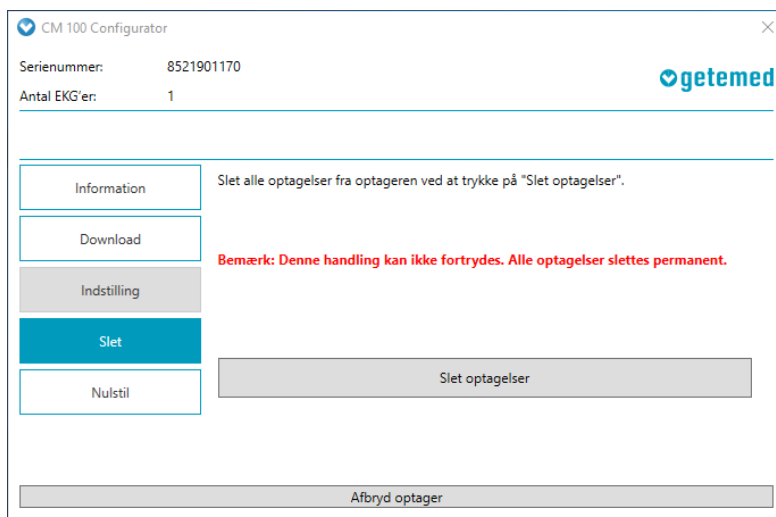 CM 100 Configurator
Serienummer: 8521901170
getemed
Antal EKG'er: 1
Information
Slet alle optagelser fra optageren ved at trykke på "Slet optagelser".
Download
Bemærk: Denne handling kan ikke fortrydes. Alle optagelser slettes permanent.
Indstilling
Slet
Slet optagelser
Nulstil
Afbryd optager